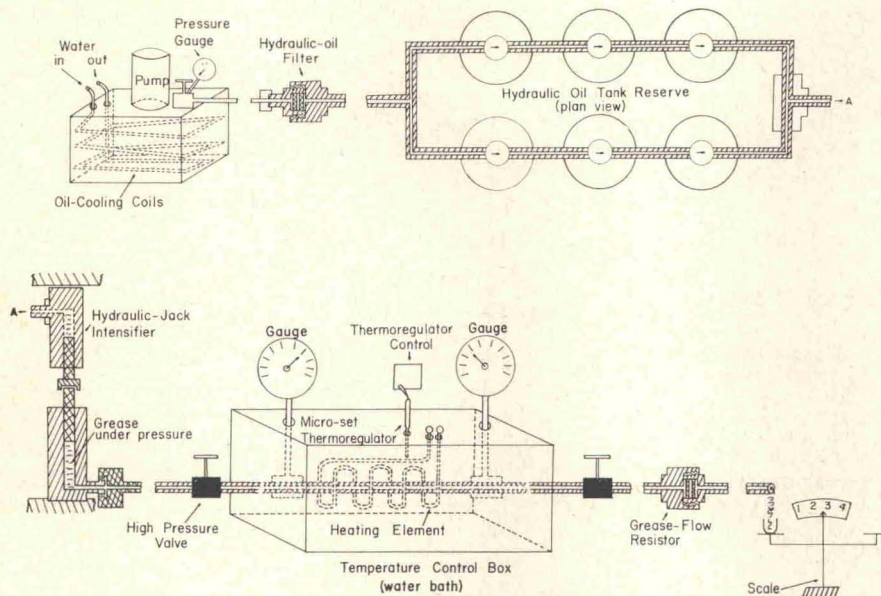 Water
in out
Pressure
Gauge
Pump
Hydraulic-oil
Filter
Hydraulic Oil Tank Reserve
(plan view)
A
Oil-Cooling Coils
A
Hydraulic-Jack
Intensifier
Grease
under pressure
High Pressure
Valve
Gauge
Thermoregulator
Control
Gauge
Micro-set
Thermoregulator
Heating Element
Temperature Control Box
(water bath)
Grease-Flow
Resistor
1 2 3 4
Scale